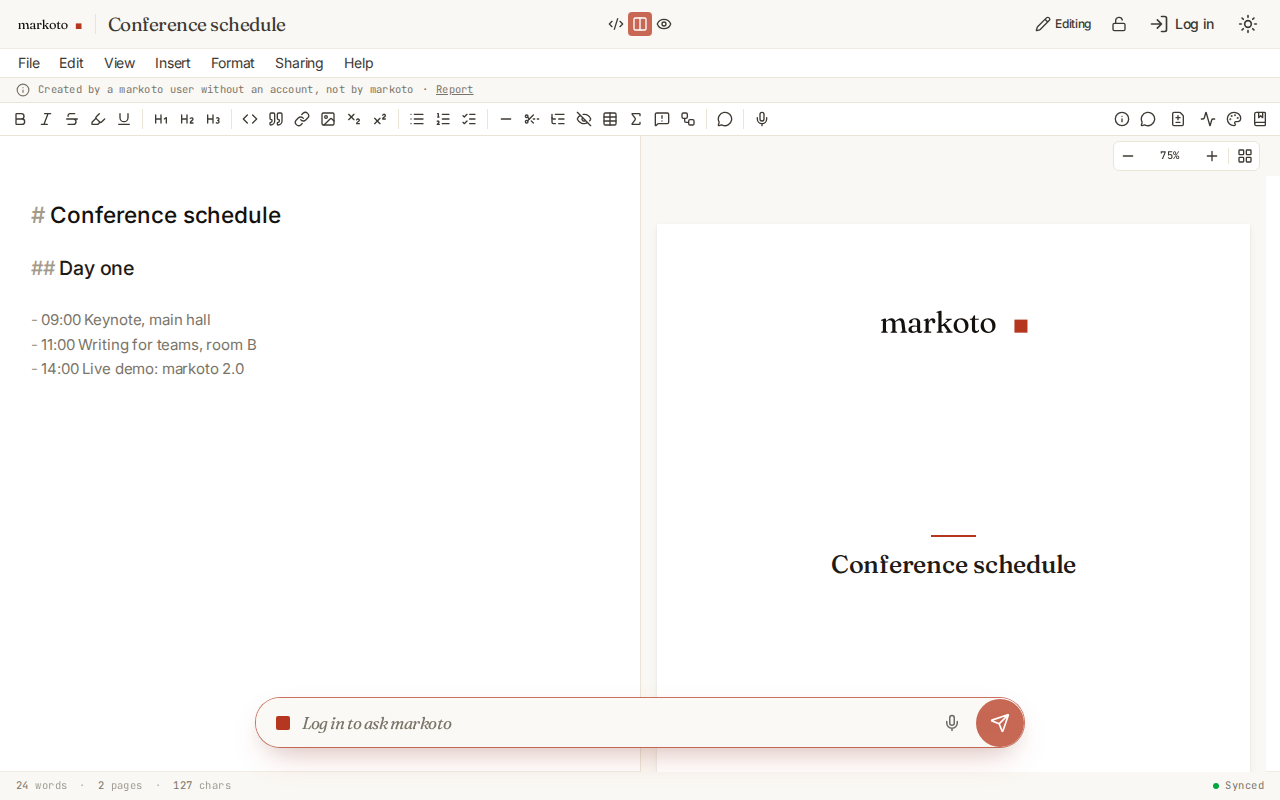 markoto
Conference schedule
Editing
Log in
File Edit View Insert Format Sharing Help
Created by a markoto user without an account, not by markoto · Report
B I S U H1 H2 H3 X2 X²
75%
# Conference schedule
## Day one
- 09:00 Keynote, main hall
- 11:00 Writing for teams, room B
- 14:00 Live demo: markoto 2.0
markoto
Conference schedule
Log in to ask markoto
24 words · 2 pages · 127 chars
Synced